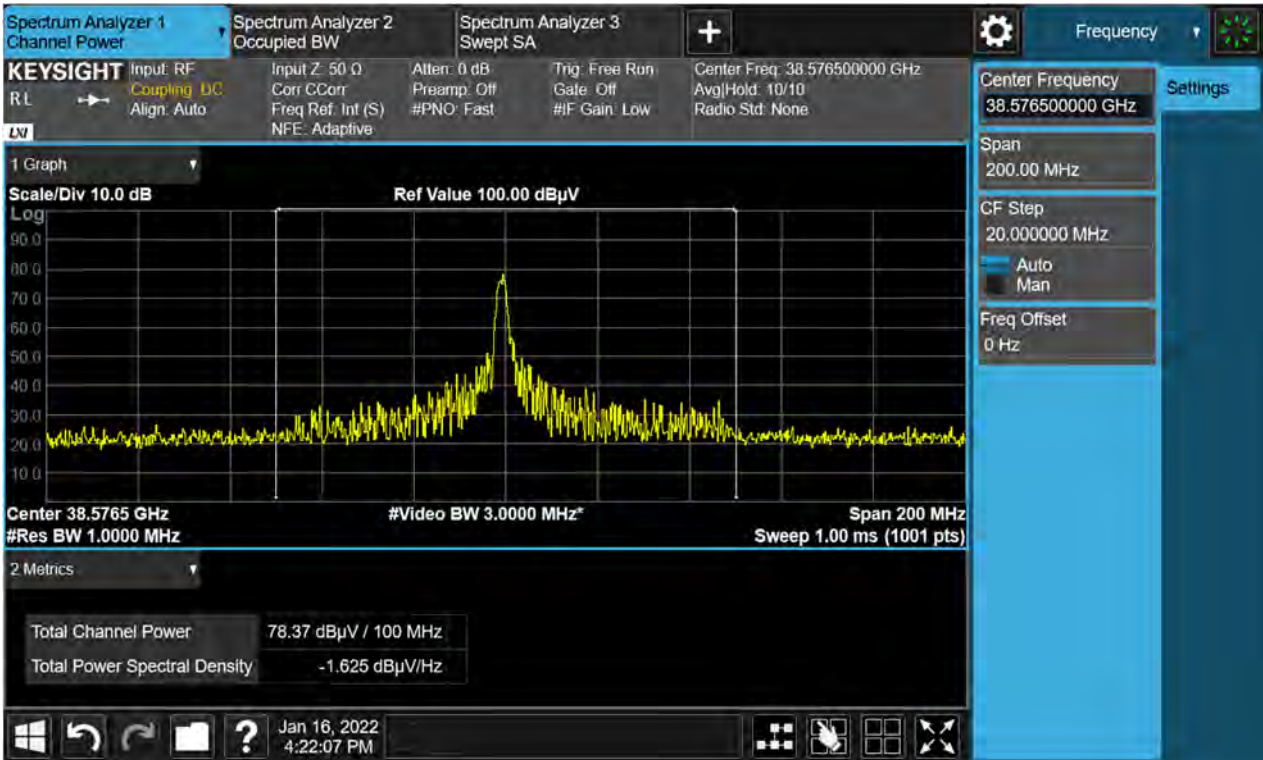 Spectrum Analyzer 1
Channel Power
Spectrum Analyzer 2
Occupied BW
Spectrum Analyzer 3
Swept SA
+
Frequency
KEYSIGHT
RL
LXI
Input: RF
Coupling: DC
Align: Auto
Input Z: 50 Ω
Corr CCorr
Freq Ref: Int (S)
NFE: Adaptive
Atten: 0 dB
Preamp: Off
#PNO: Fast
Trig: Free Run
Gate: Off
#IF Gain: Low
Center Freq: 38.576500000 GHz
Avg|Hold: 10/10
Radio Std: None
Center Frequency
38.576500000 GHz
Settings
Span
200.00 MHz
CF Step
20.000000 MHz
Auto
Man
Freq Offset
0 Hz
1 Graph
Scale/Div 10.0 dB
Ref Value 100.00 dBµV
Log
90.0
80.0
70.0
60.0
50.0
40.0
30.0
20.0
10.0
Center 38.5765 GHz
#Video BW 3.0000 MHz*
Span 200 MHz
#Res BW 1.0000 MHz
Sweep 1.00 ms (1001 pts)
2 Metrics
Total Channel Power
78.37 dBµV / 100 MHz
Total Power Spectral Density
-1.625 dBµV/Hz
?
Jan 16, 2022
4:22:07 PM